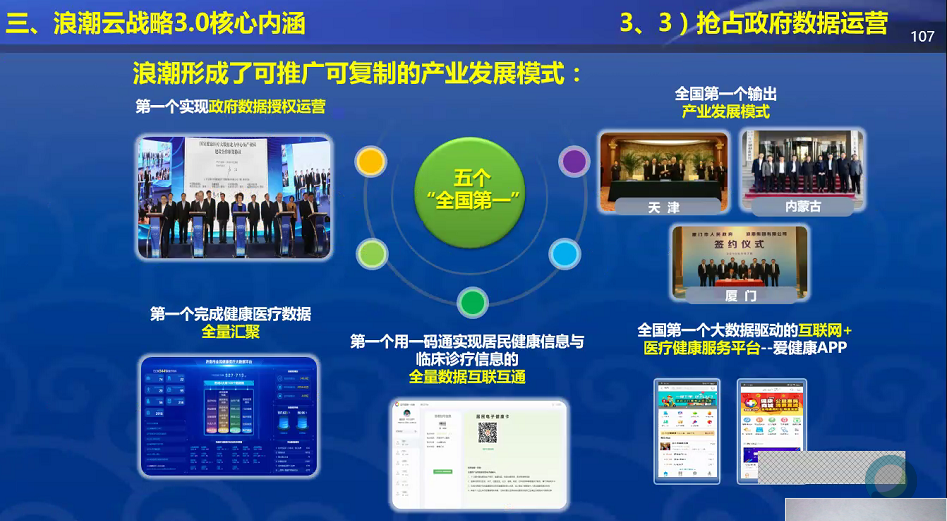 三、浪潮云战略3.0核心内涵
3、3）抢占政府数据运营
107
浪潮形成了可推广可复制的产业发展模式：
第一个实现政府数据授权运营
五个
“全国第一”
全国第一个输出
产业发展模式
天 津
内蒙古
签约仪式
厦 门
第一个完成健康医疗数据
全量汇聚
第一个用一码通实现居民健康信息与
临床诊疗信息的
全量数据互联互通
居民电子健康卡
全国第一个大数据驱动的互联网+
医疗健康服务平台--爱健康APP